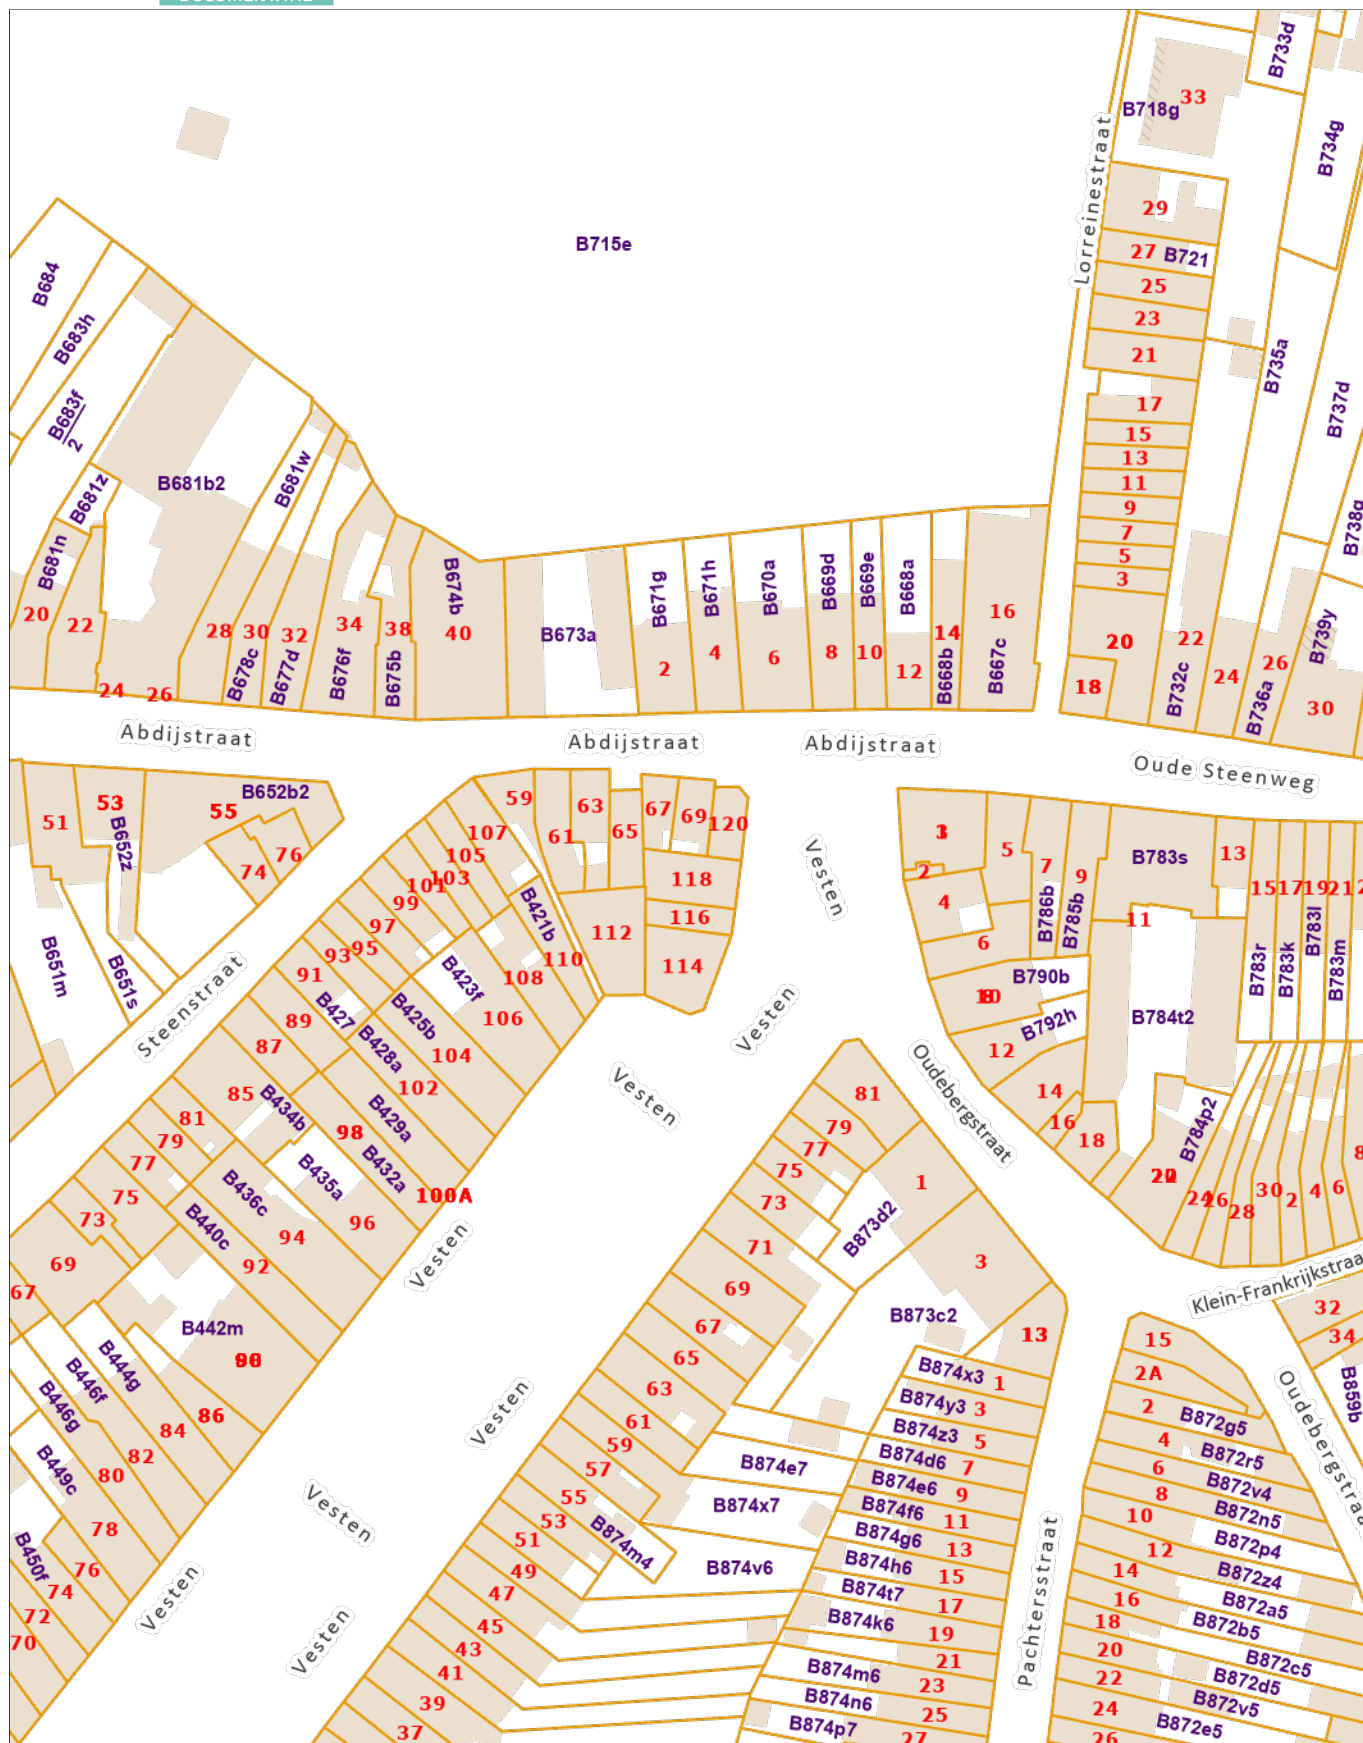 B733d
33
B718g
B734g
Lorreinestraat
29
B715e
27
B721
B684
25
23
B683h
21
B735a
B683f
2
17
B737d
15
13
B681w
B681b2
11
B681z
9
7
B681n
5
3
B674b
B671g
B671h
B670a
B669d
B669e
B668a
20
22
28
30
32
34
38
40
B673a
2
4
6
8
10
12
14
16
B668b
B667c
20
18
22
24
26
30
B739y
B732c
B736a
24
26
B678c
B677d
B676f
B675b
Abdijstraat
Abdijstraat
Abdijstraat
Oude Steenweg
51
53
55
B652b2
B652z
74
76
59
107
105
103
101
99
97
95
93
91
61
63
65
67
69
120
118
116
112
114
B421b
110
108
106
B423f
B425b
104
102
B427
B428a
B429a
89
87
85
81
79
77
75
73
69
67
B651m
B651s
Steenstraat
Vesten
Vesten
Vesten
3
2
4
5
6
7
9
B786b
B785b
B783s
13
11
15
17
19
21
B783r
B783k
B783l
B783m
B790b
10
B792h
12
14
16
18
B784t2
B784p2
22
24
26
28
30
2
4
6
8
Oudebergstraat
B434b
98
B432a
B435a
100A
B436c
96
94
B440c
92
B442m
90
B444g
B446f
B446g
86
84
82
80
B449c
78
76
B450f
74
72
70
Vesten
Vesten
Vesten
Vesten
Vesten
81
79
77
75
73
71
69
67
65
63
61
59
57
55
53
51
49
47
45
43
41
39
37
1
3
B873d2
B873c2
13
B874x3
1
B874y3
3
B874z3
5
B874d6
7
B874e6
9
B874f6
11
B874g6
13
B874h6
15
B874t7
17
B874k6
19
21
B874m6
23
B874n6
25
B874p7
27
B874e7
B874x7
B874m4
B874v6
Pachtersstraat
Klein-Frankrijkstraa
32
34
B859b
Oudebergstraa
15
2A
2
B872g5
4
B872r5
6
B872v4
8
B872n5
10
B872p4
12
B872z4
14
B872a5
16
B872b5
18
B872c5
20
B872d5
22
B872v5
24
B872e5
26